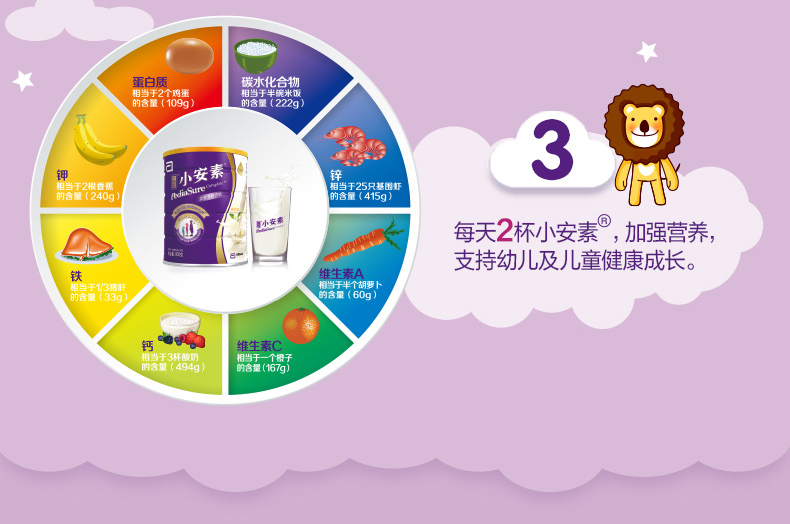 蛋白质
相当于2个鸡蛋
的含量（109g）
碳水化合物
相当于半碗米饭
的含量（222g）
钾
相当于2根香蕉
的含量（240g）
锌
相当于25只基围虾
的含量（415g）
铁
相当于1/3猪肝
的含量（33g）
维生素A
相当于半个胡萝卜
的含量（60g）
钙
相当于3杯酸奶
的含量（494g）
维生素C
相当于一个橙子
的含量(167g）
小安素
PediaSure
Complete
小安素
3
每天2杯小安素®，加强营养，
支持幼儿及儿童健康成长。